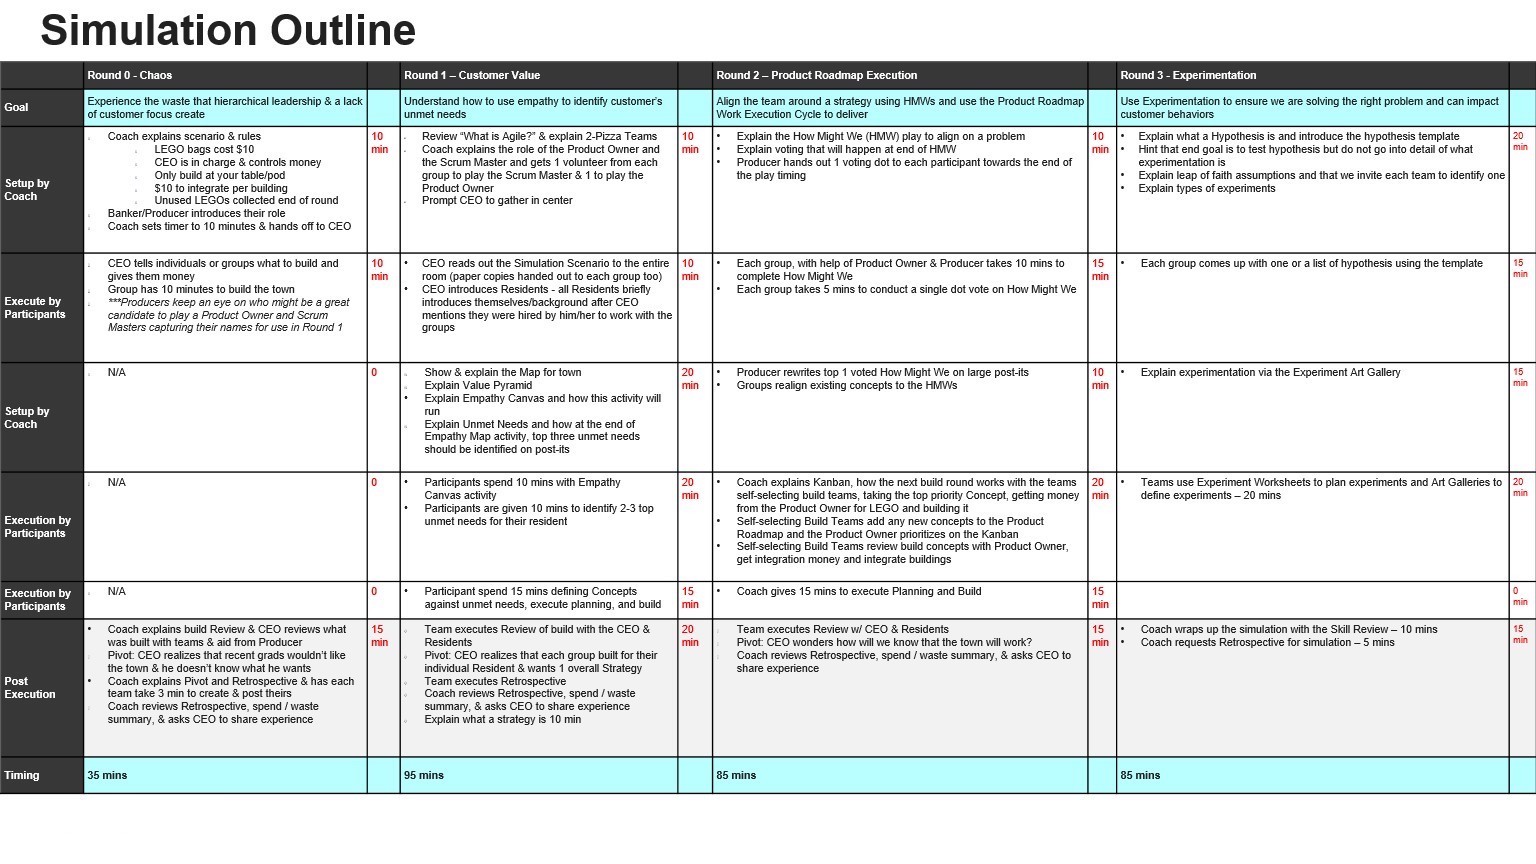 Simulation Outline
Round 0 - Chaos
Round 1 – Customer Value
Round 2 – Product Roadmap Execution
Round 3 - Experimentation
Goal
Experience the waste that hierarchical leadership & a lack
of customer focus create
Understand how to use empathy to identify customer's
unmet needs
Align the team around a strategy using HMWs and use the Product Roadmap
Work Execution Cycle to deliver
Use Experimentation to ensure we are solving the right problem and can impact
customer behaviors
Setup by
Coach
Coach explains scenario & rules
LEGO bags cost $10
CEO is in charge & controls money
Only build at your table/pod
$10 to integrate per building
Unused LEGOs collected end of round
Banker/Producer introduces their role
Coach sets timer to 10 minutes & hands off to CEO
10
min
Review “What is Agile?” & explain 2-Pizza Teams
Coach explains the role of the Product Owner and
the Scrum Master and gets 1 volunteer from each
group to play the Scrum Master & 1 to play the
Product Owner
Prompt CEO to gather in center
10
min
• Explain the How Might We (HMW) play to align on a problem
• Explain voting that will happen at end of HMW
• Producer hands out 1 voting dot to each participant towards the end of
the play timing
10
min
• Explain what a Hypothesis is and introduce the hypothesis template
• Hint that end goal is to test hypothesis but do not go into detail of what
experimentation is
• Explain leap of faith assumptions and that we invite each team to identify one
• Explain types of experiments
20
min
Execute by
Participants
CEO tells individuals or groups what to build and
gives them money
Group has 10 minutes to build the town
***Producers keep an eye on who might be a great
candidate to play a Product Owner and Scrum
Masters capturing their names for use in Round 1
10
min
• CEO reads out the Simulation Scenario to the entire
room (paper copies handed out to each group too)
• CEO introduces Residents - all Residents briefly
introduces themselves/background after CEO
mentions they were hired by him/her to work with the
groups
10
min
• Each group, with help of Product Owner & Producer takes 10 mins to
complete How Might We
• Each group takes 5 mins to conduct a single dot vote on How Might We
15
min
• Each group comes up with one or a list of hypothesis using the template
15
min
Setup by
Coach
N/A
0
Show & explain the Map for town
Explain Value Pyramid
• Explain Empathy Canvas and how this activity will
run
Explain Unmet Needs and how at the end of
Empathy Map activity, top three unmet needs
should be identified on post-its
20
min
• Producer rewrites top 1 voted How Might We on large post-its
• Groups realign existing concepts to the HMWs
10
min
• Explain experimentation via the Experiment Art Gallery
15
min
Execution by
Participants
N/A
0
• Participants spend 10 mins with Empathy
Canvas activity
• Participants are given 10 mins to identify 2-3 top
unmet needs for their resident
20
min
• Coach explains Kanban, how the next build round works with the teams
self-selecting build teams, taking the top priority Concept, getting money
from the Product Owner for LEGO and building it
• Self-selecting Build Teams add any new concepts to the Product
Roadmap and the Product Owner prioritizes on the Kanban
• Self-selecting Build Teams review build concepts with Product Owner,
get integration money and integrate buildings
20
min
• Teams use Experiment Worksheets to plan experiments and Art Galleries to
define experiments – 20 mins
20
min
Execution by
Participants
N/A
0
• Participant spend 15 mins defining Concepts
against unmet needs, execute planning, and build
15
min
• Coach gives 15 mins to execute Planning and Build
15
min
0
min
Post
Execution
• Coach explains build Review & CEO reviews what
was built with teams & aid from Producer
Pivot: CEO realizes that recent grads wouldn't like
the town & he doesn't know what he wants
• Coach explains Pivot and Retrospective & has each
team take 3 min to create & post theirs
Coach reviews Retrospective, spend / waste
summary, & asks CEO to share experience
15
min
Team executes Review of build with the CEO &
Residents
Pivot: CEO realizes that each group built for their
individual Resident & wants 1 overall Strategy
Team executes Retrospective
Coach reviews Retrospective, spend / waste
summary, & asks CEO to share experience
Explain what a strategy is 10 min
20
min
Team executes Review w/ CEO & Residents
Pivot: CEO wonders how will we know that the town will work?
Coach reviews Retrospective, spend / waste summary, & asks CEO to
share experience
15
min
• Coach wraps up the simulation with the Skill Review – 10 mins
• Coach requests Retrospective for simulation – 5 mins
15
min
Timing
35 mins
95 mins
85 mins
85 mins